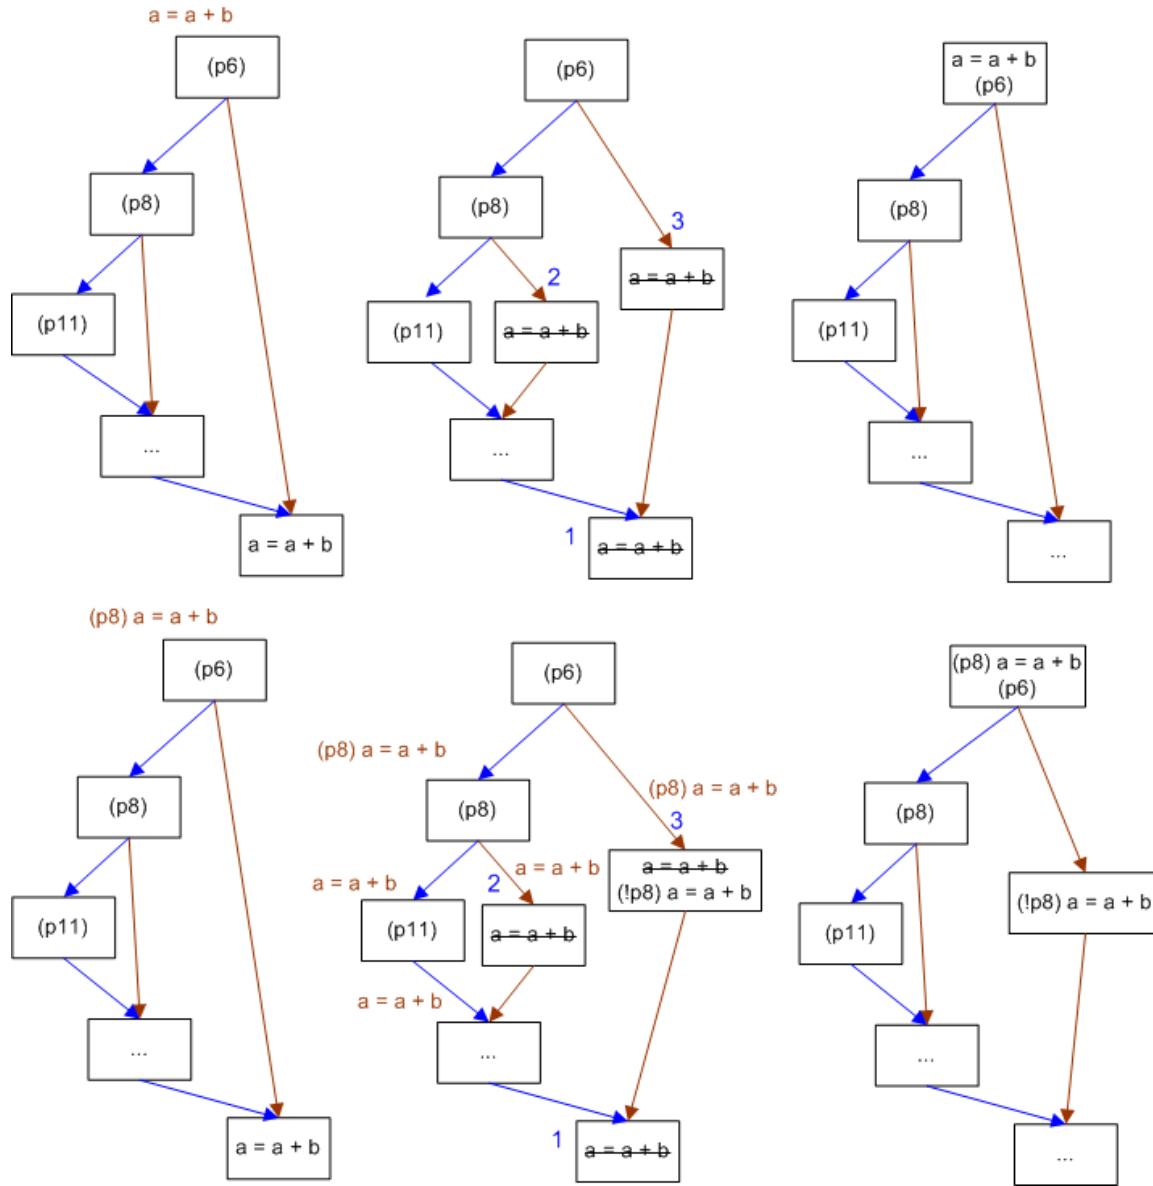 a = a + b
(p6)
(p8)
(p11)
...
a = a + b
(p6)
(p8)
3
a = a + b
2
(p11)
a = a + b
...
1
a = a + b
a = a + b
(p6)
(p8)
(p11)
...
...
(p8) a = a + b
(p6)
(p8)
(p11)
...
a = a + b
(p6)
(p8) a = a + b
(p8) a = a + b
3
(p8)
a = a + b
(!p8) a = a + b
a = a + b
2
a = a + b
(p11)
a = a + b
a = a + b
...
1
a = a + b
(p8) a = a + b
(p6)
(p8)
(!p8) a = a + b
(p11)
...
...